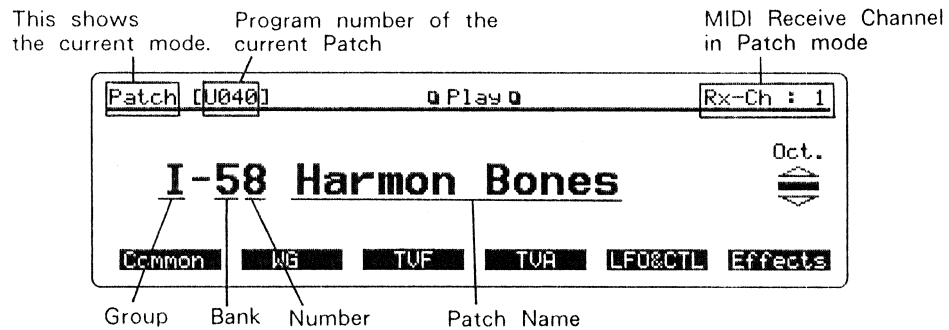 This shows
the current mode.
Program number of the
current Patch
MIDI Receive Channel
in Patch mode
Patch [U040] Play Rx-Ch : 1
Oct.
I-58 Harmon Bones
Common WG TVF TVA LFO&CTL Effects
Group Bank Number Patch Name